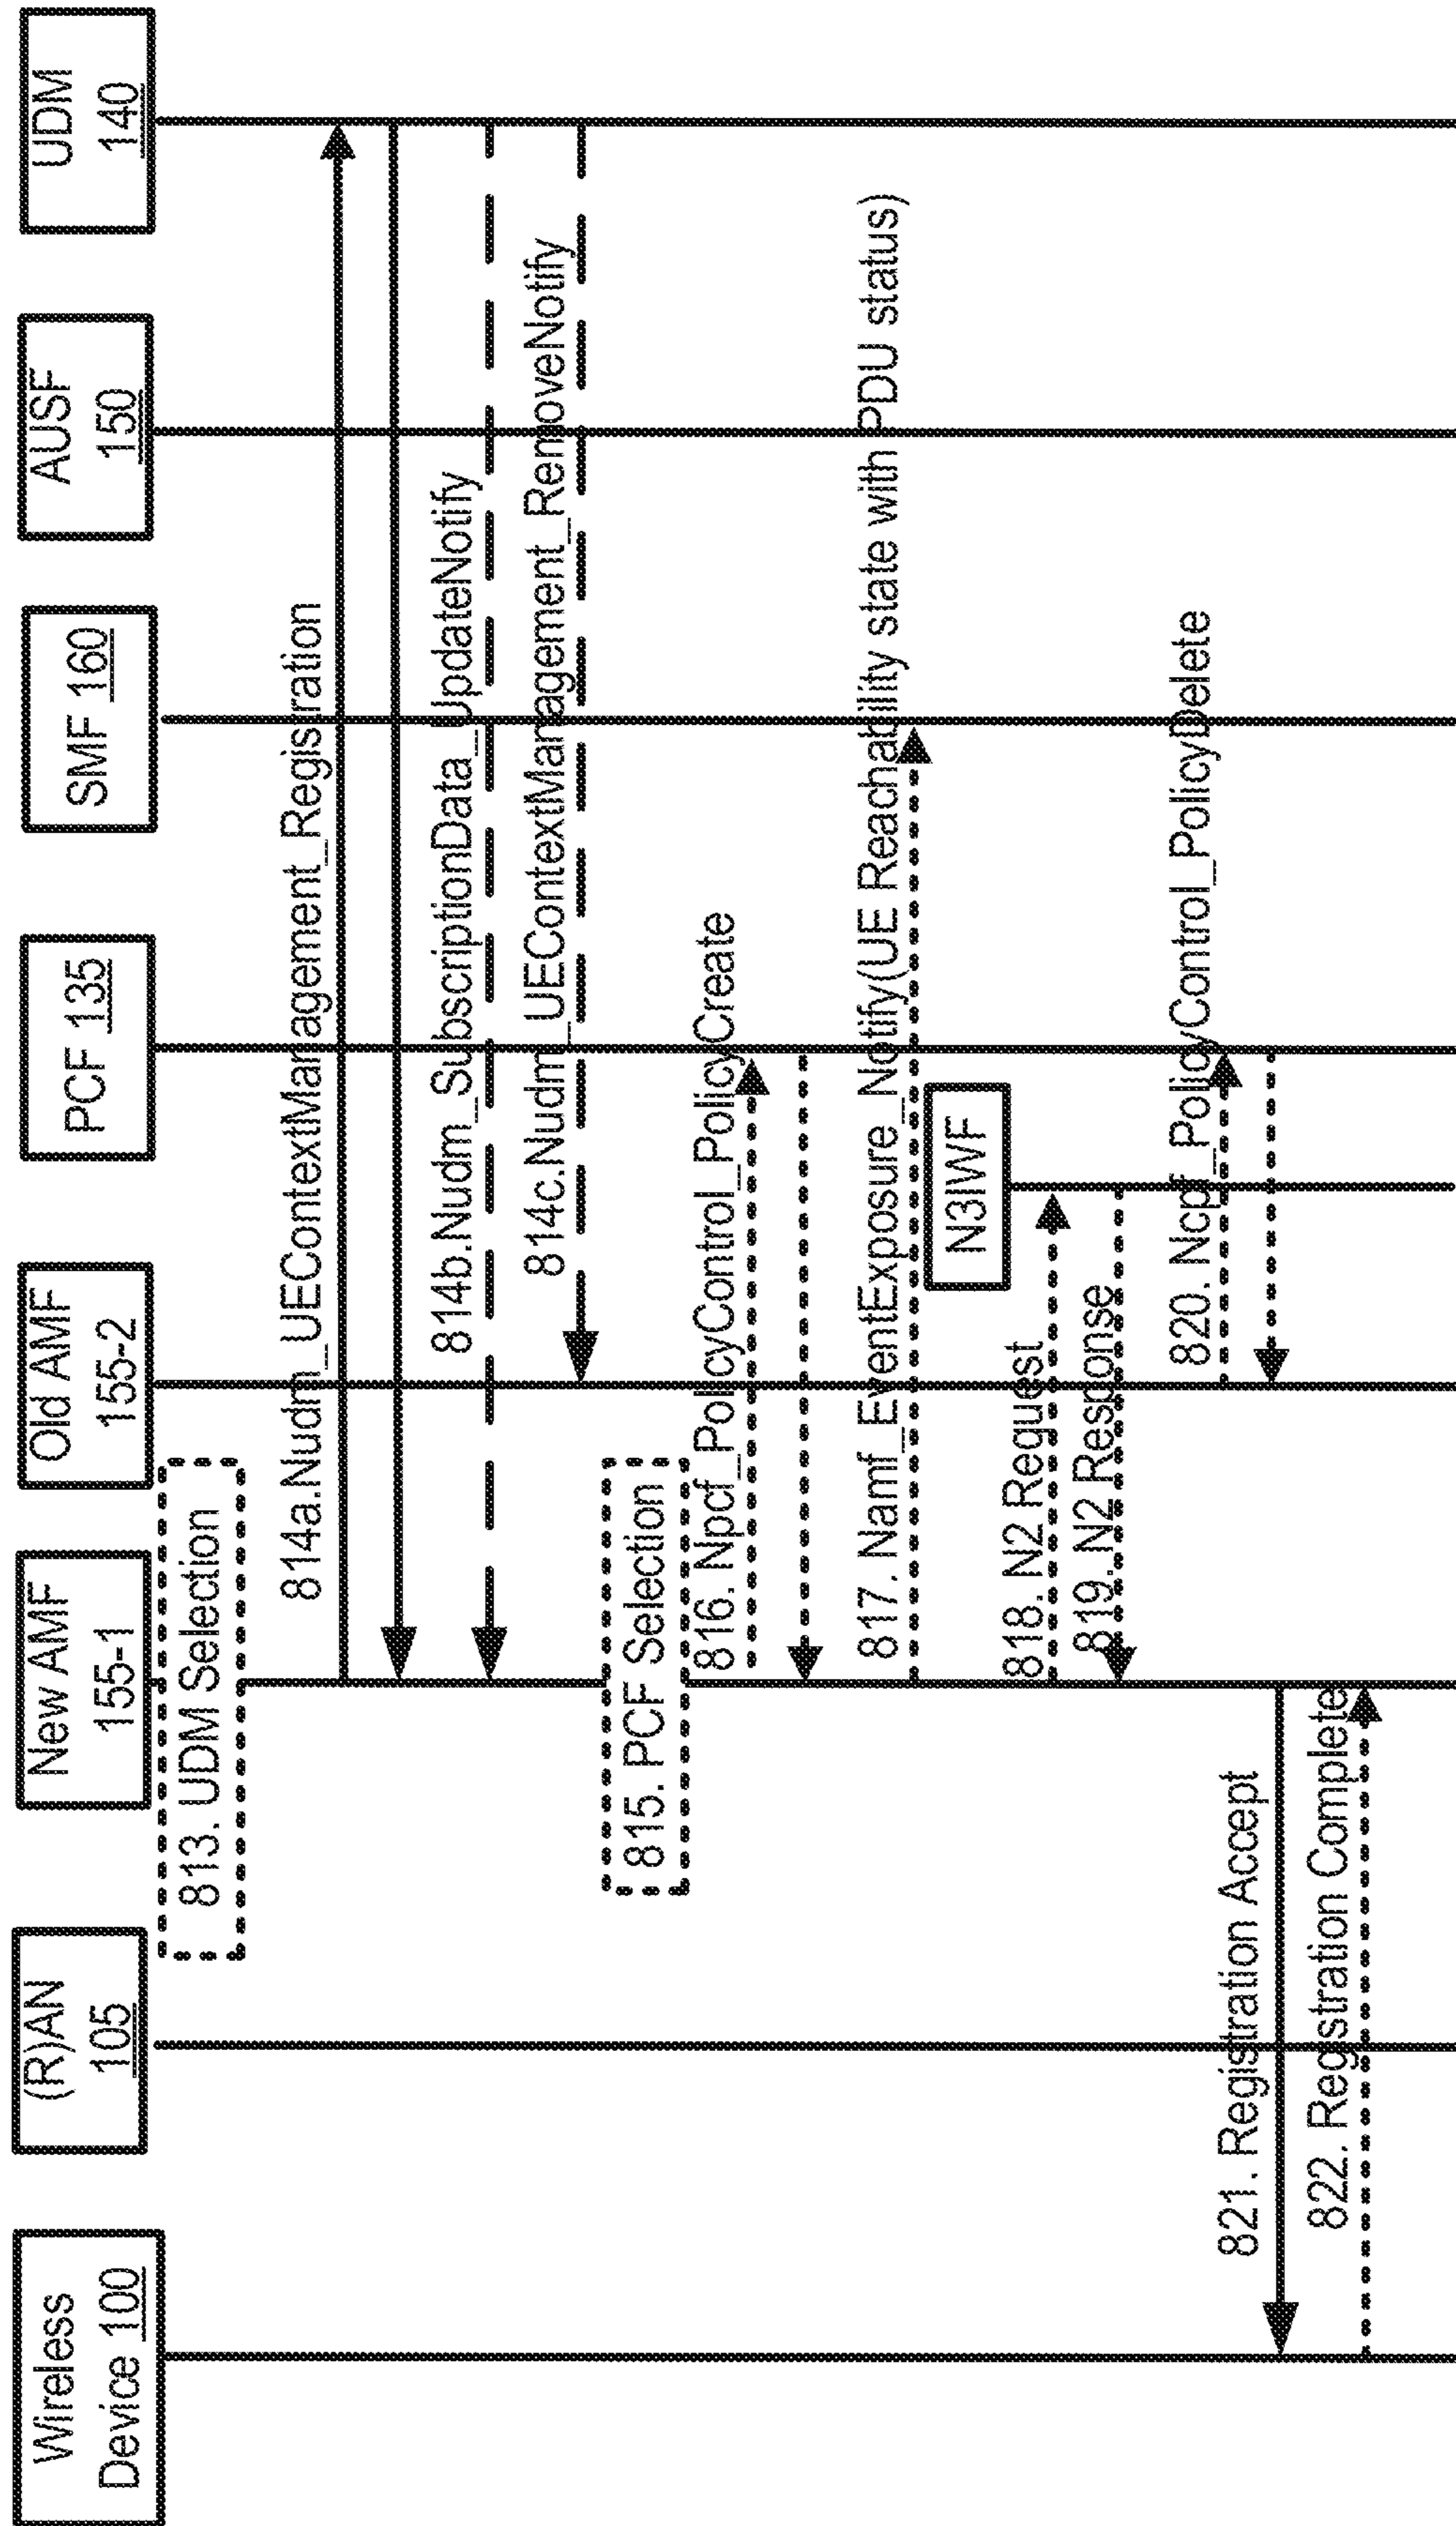 Wireless
Device 100
(R)AN
105
New AMF
155-1
Old AMF
155-2
PCF 135
SMF 160
AUSF
150
UDM
140
813. UDM Selection
814a.Nudm_UEContextManagement_Registration
814b.Nudm_SubscriptionData_UpdateNotify
814c.Nudm_UEContextManagement_RemoveNotify
815. PCF Selection
816. Npcf_PolicyControl_PolicyCreate
817. Namf_EventExposure_Notify(UE Reachability state with PDU status)
N3IWF
818. N2 Request
819. N2 Response
820. Ncpf_PolicyControl_PolicyDelete
821. Registration Accept
822. Registration Complete